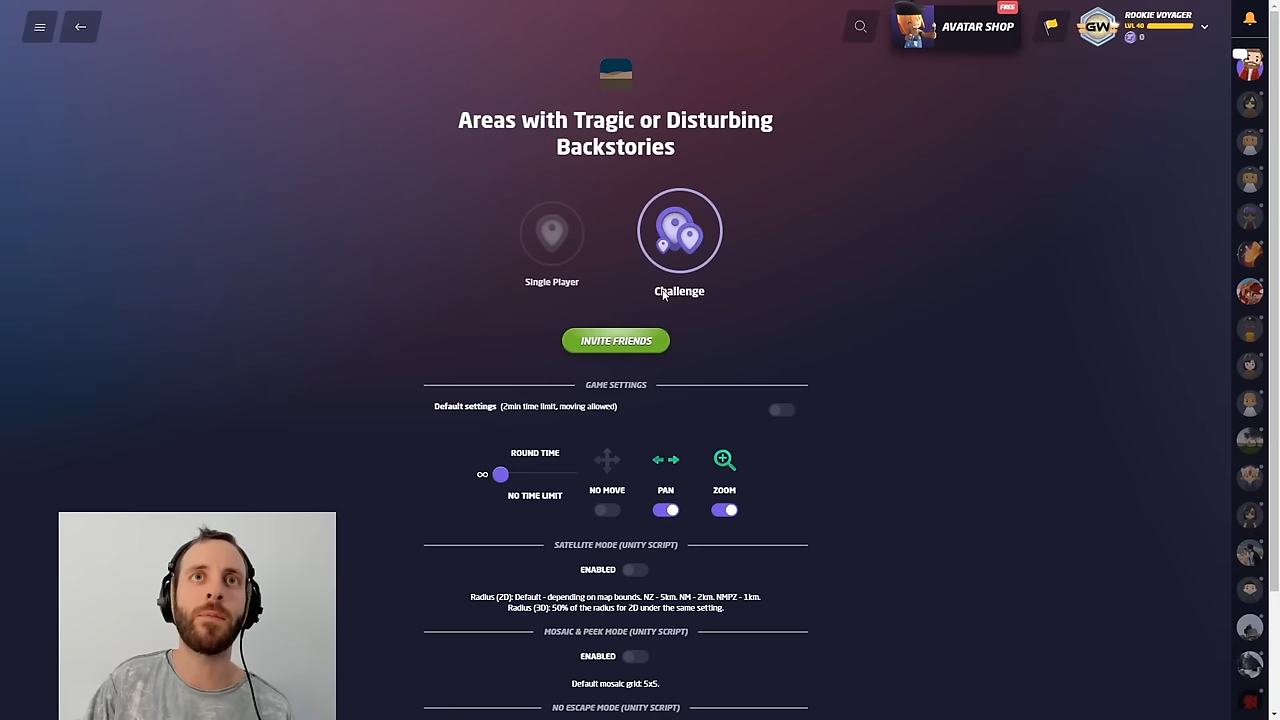 FREE
AVATAR SHOP
GW
ROOKIE VOYAGER
LVL 40
0
Areas with Tragic or Disturbing
Backstories
Single Player
Challenge
INVITE FRIENDS
GAME SETTINGS
Default settings (2min time limit, moving allowed)
ROUND TIME
∞
NO TIME LIMIT
NO MOVE
PAN
ZOOM
SATELLITE MODE (UNITY SCRIPT)
ENABLED
Radius (2D): Default - depending on map bounds. NZ - 5km. NM - 2km. NMPZ - 1km.
Radius (3D): 50% of the radius for 2D under the same setting.
MOSAIC & PEEK MODE (UNITY SCRIPT)
ENABLED
Default mosaic grid: 5x5.
NO ESCAPE MODE (UNITY SCRIPT)